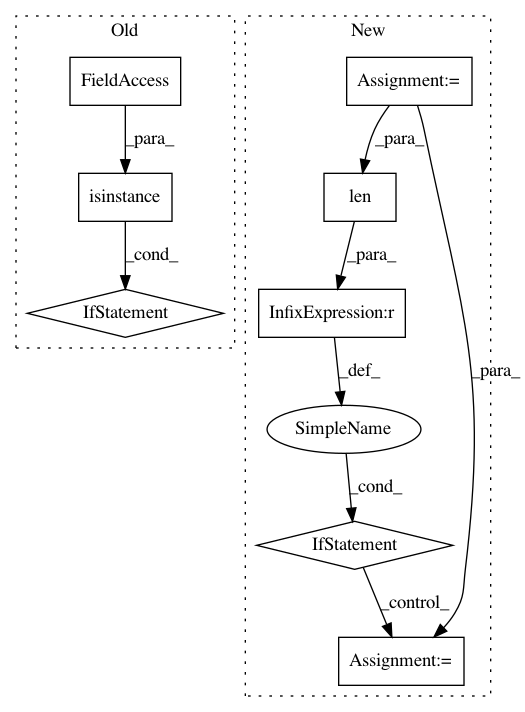 Old
New
FieldAccess
Assignment:=
_para_
_para_
isinstance
len
_cond_
_para_
IfStatement
InfixExpression:r
_def_
_para_
SimpleName
_cond_
IfStatement
_control_
Assignment:=